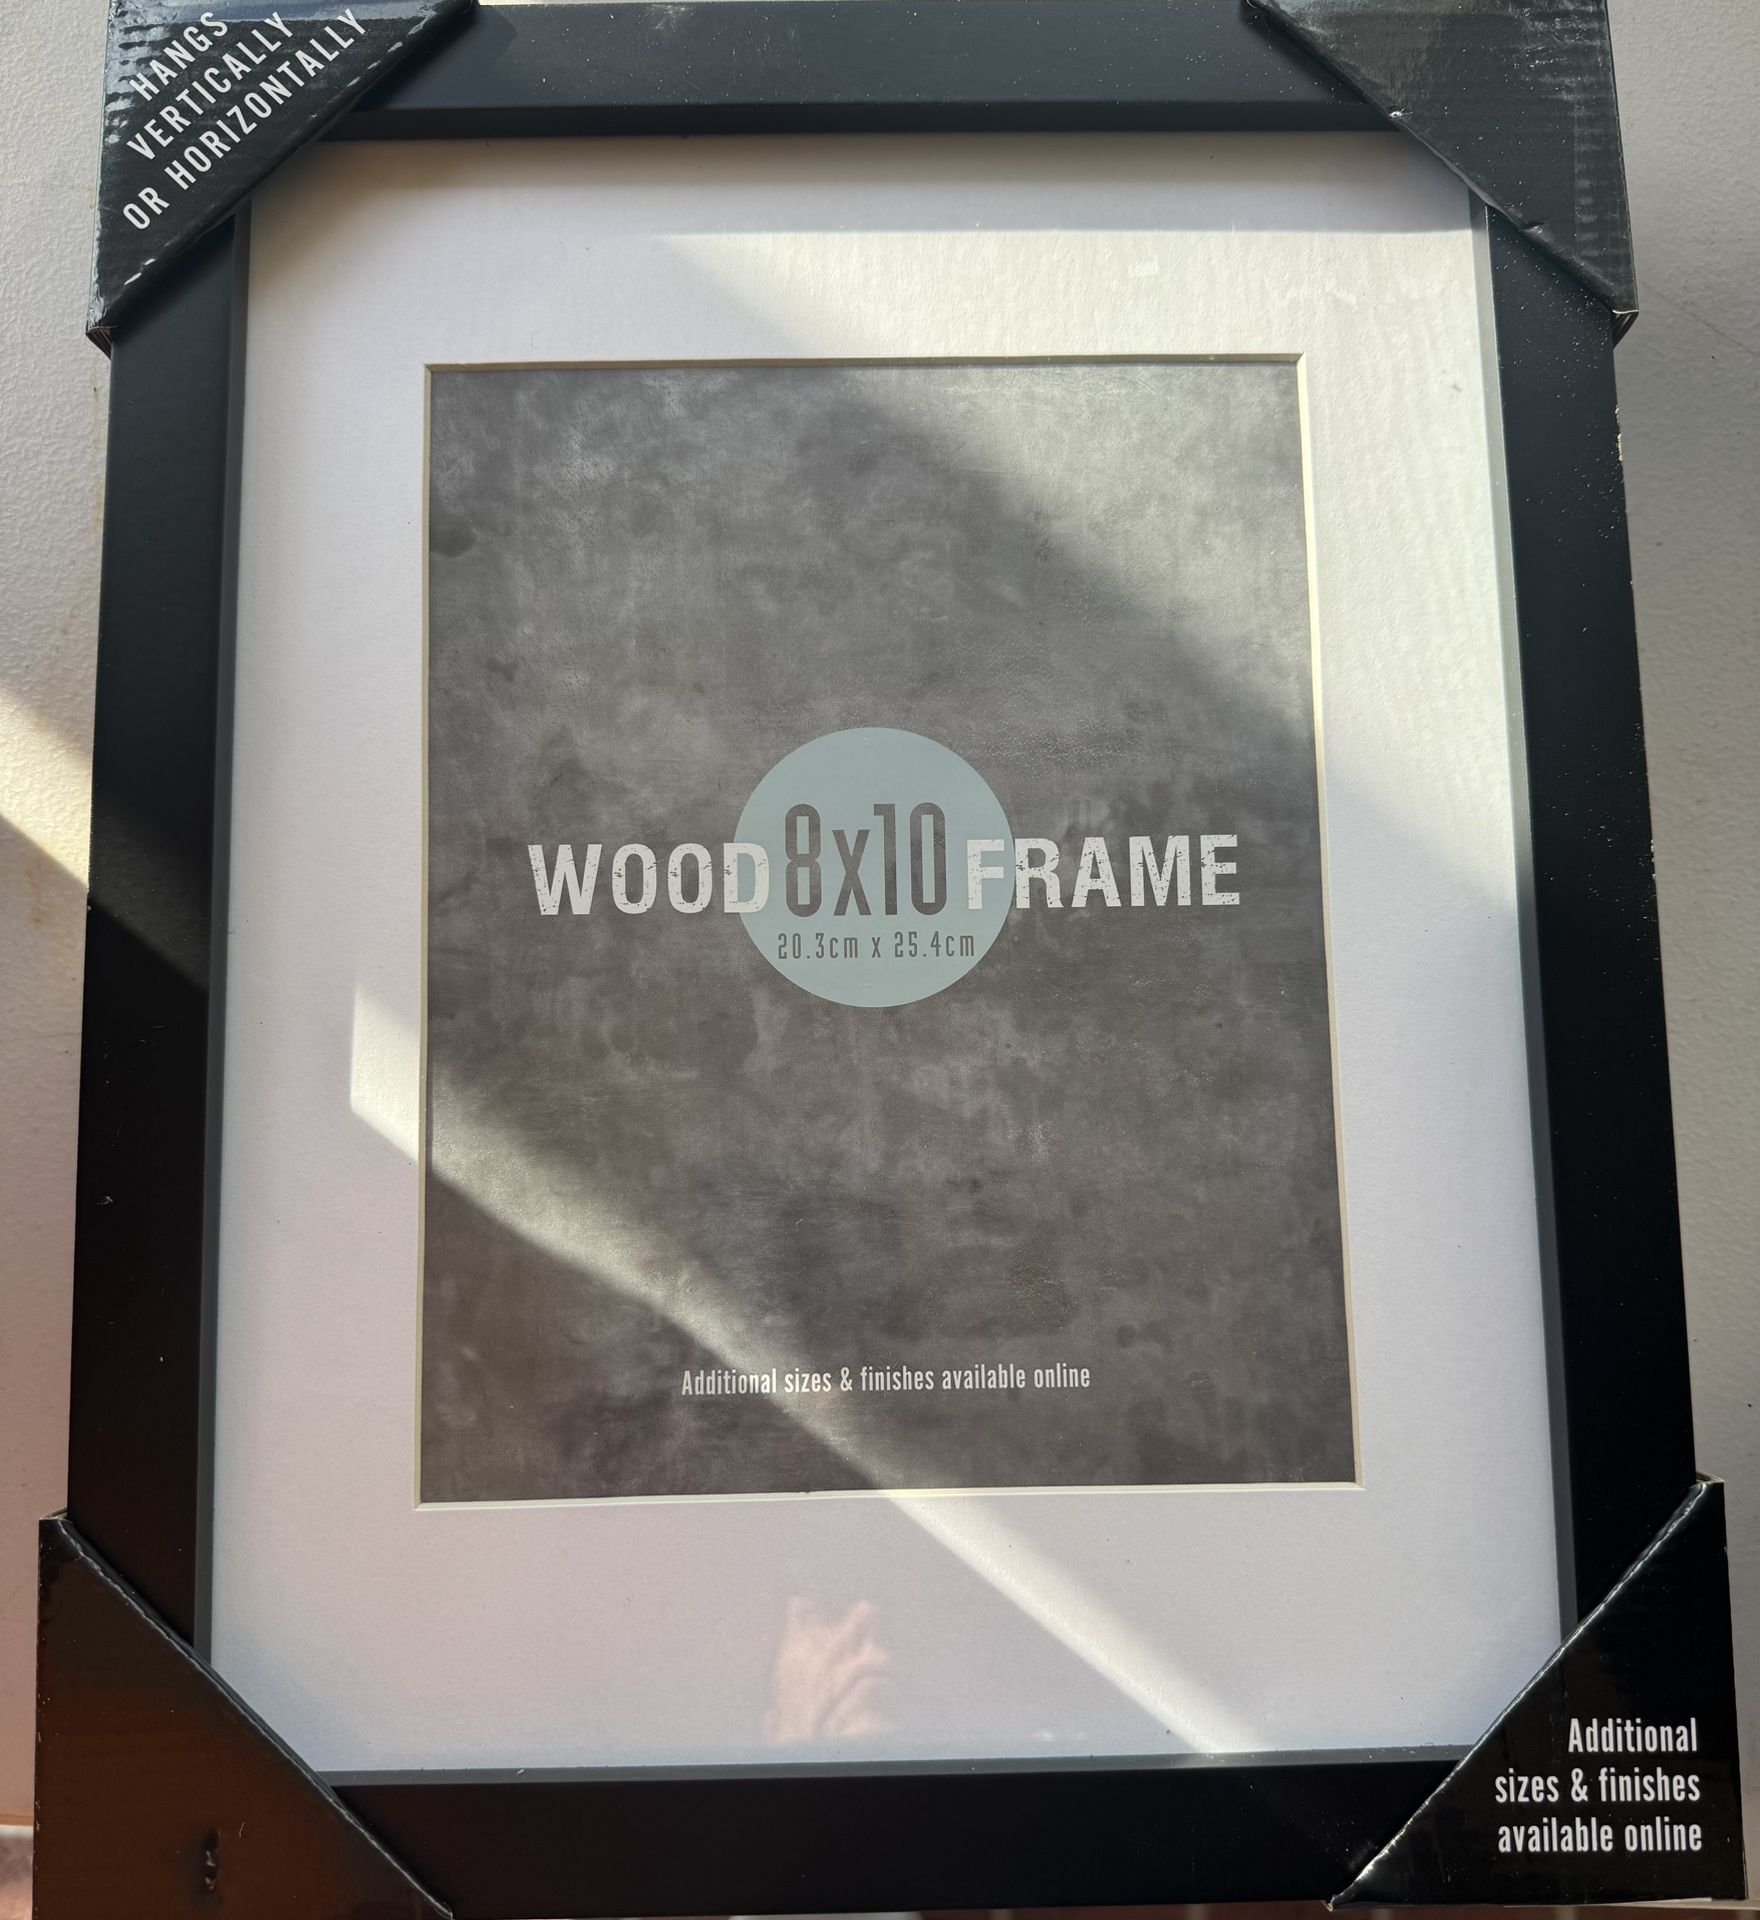 HANGS
VERTICALLY
OR HORIZONTALLY
WOOD 8x10 FRAME
20.3cm x 25.4cm
Additional sizes & finishes available online
Additional
sizes & finishes
available online